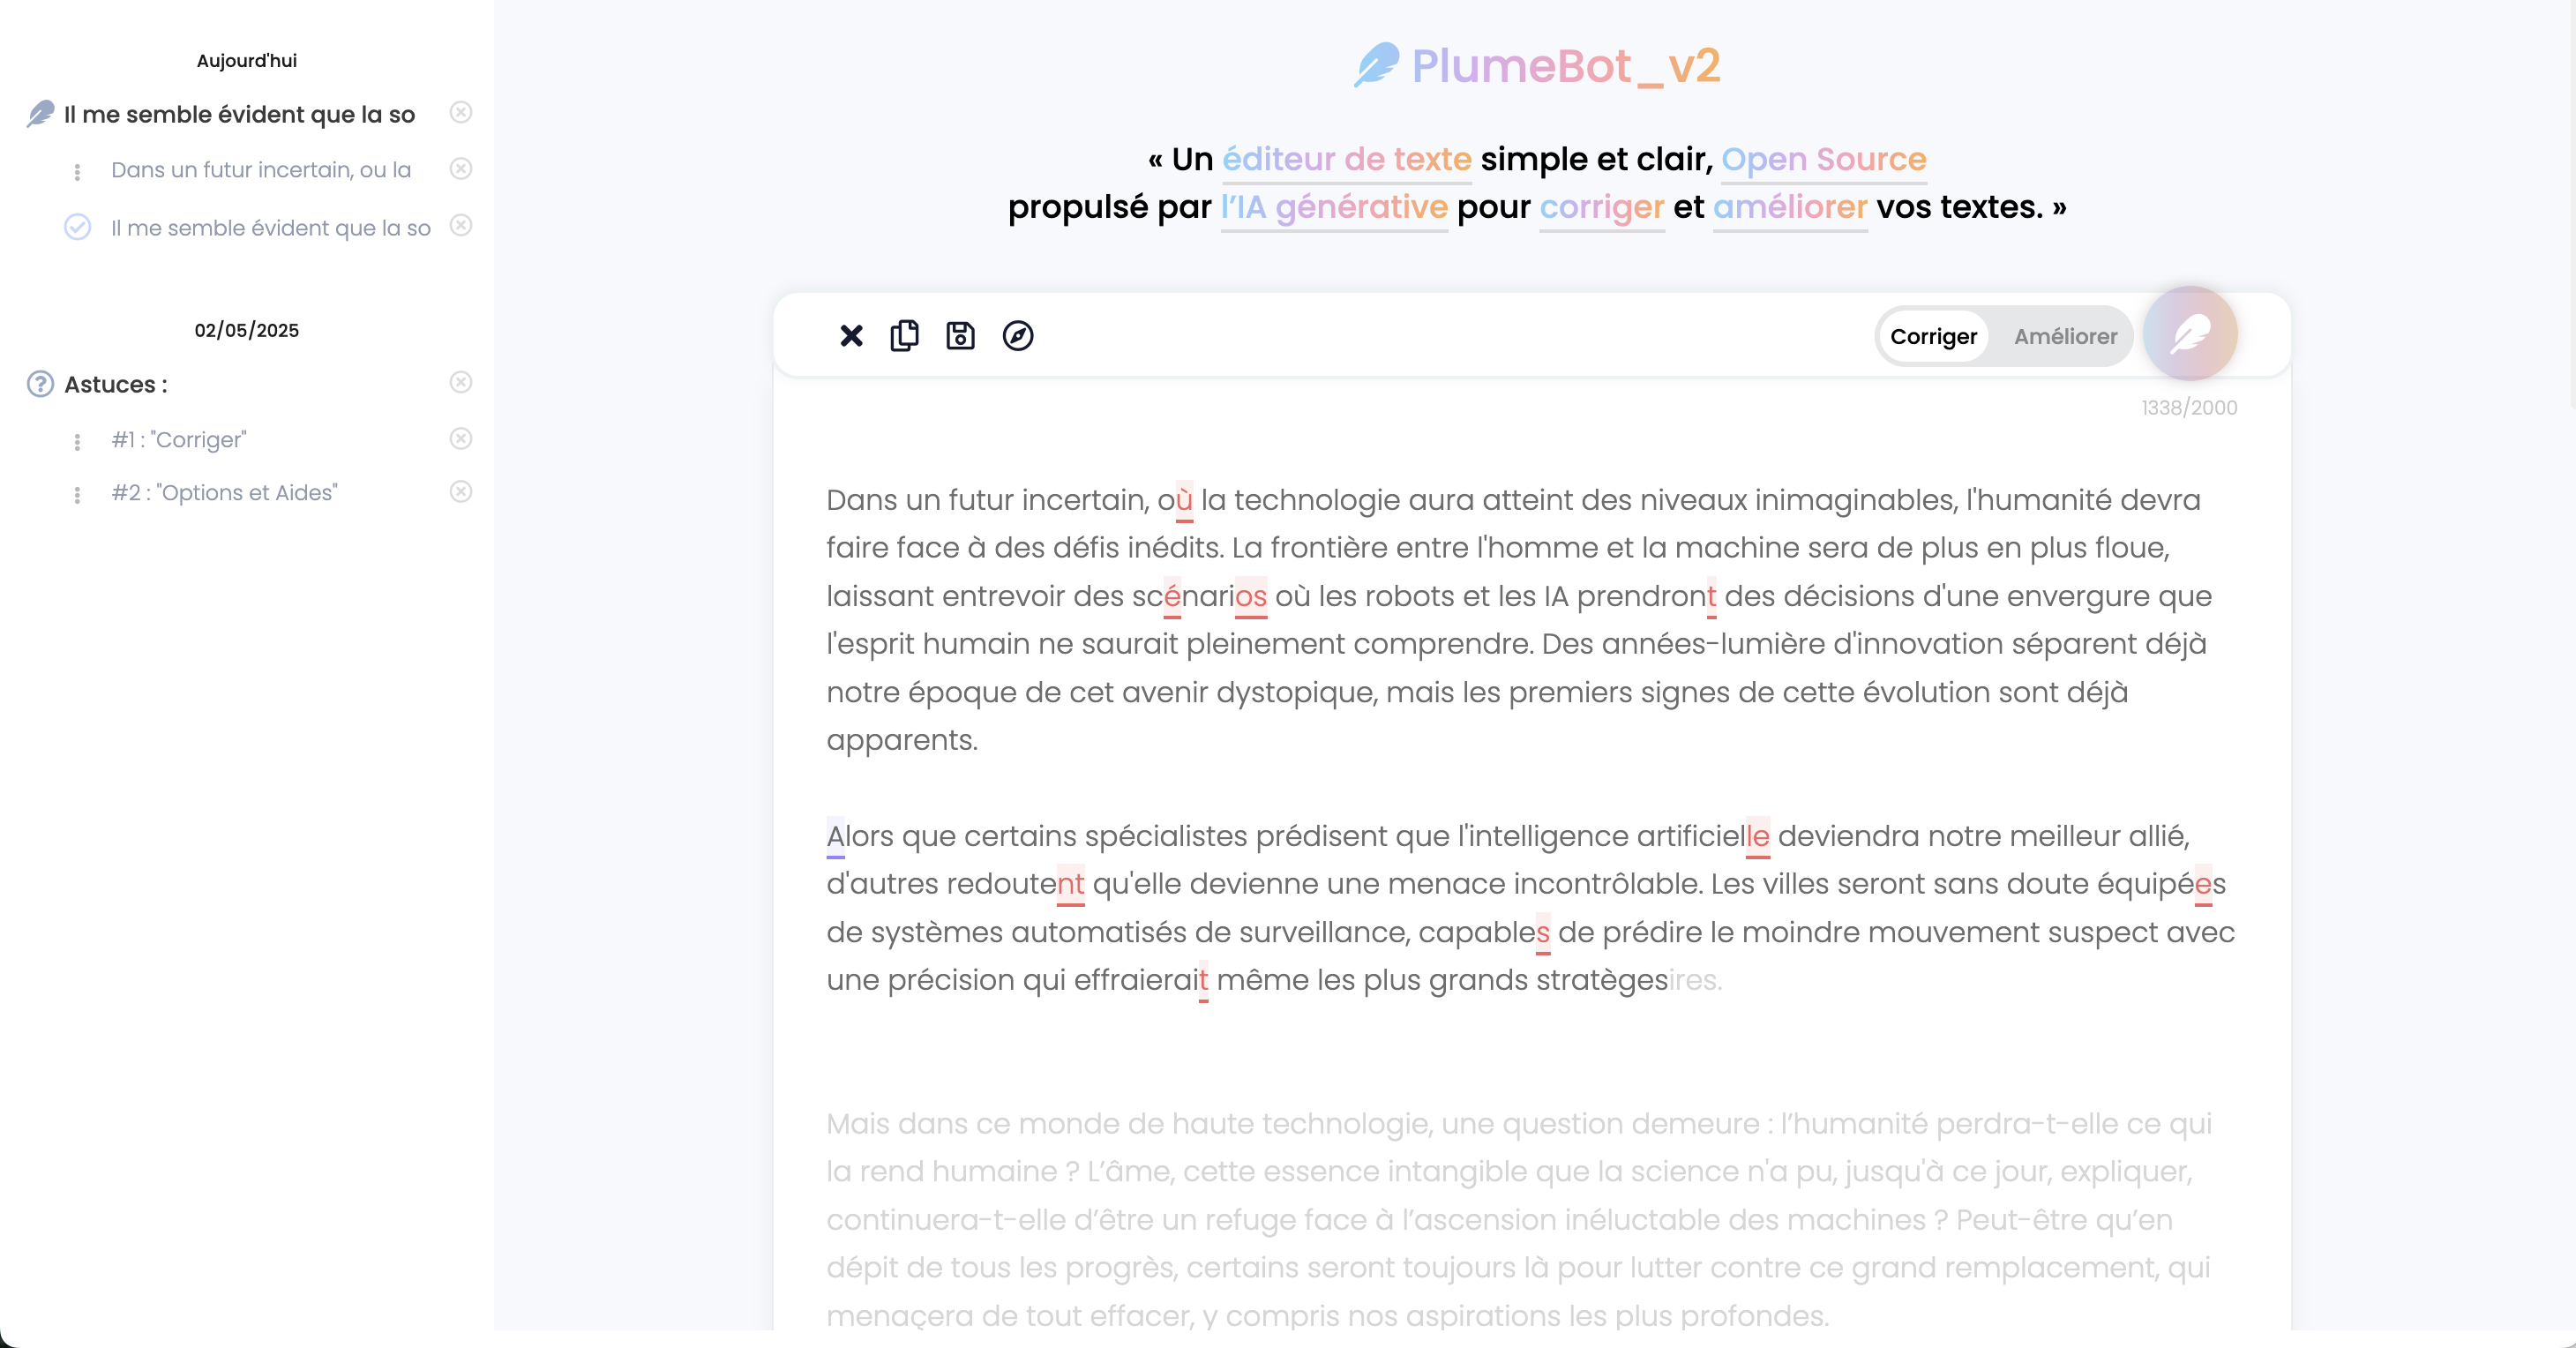 Aujourd'hui
Il me semble évident que la so
Dans un futur incertain, ou la
Il me semble évident que la so
02/05/2025
Astuces :
#1 : "Corriger"
#2 : "Options et Aides"
PlumeBot_v2
« Un éditeur de texte simple et clair, Open Source
propulsé par l’IA générative pour corriger et améliorer vos textes. »
Corriger Améliorer
1338/2000
Dans un futur incertain, où la technologie aura atteint des niveaux inimaginables, l'humanité devra
faire face à des défis inédits. La frontière entre l'homme et la machine sera de plus en plus floue,
laissant entrevoir des scénarios où les robots et les IA prendront des décisions d'une envergure que
l'esprit humain ne saurait pleinement comprendre. Des années-lumière d'innovation séparent déjà
notre époque de cet avenir dystopique, mais les premiers signes de cette évolution sont déjà
apparents.
Alors que certains spécialistes prédisent que l'intelligence artificielle deviendra notre meilleur allié,
d'autres redoutent qu'elle devienne une menace incontrôlable. Les villes seront sans doute équipées
de systèmes automatisés de surveillance, capables de prédire le moindre mouvement suspect avec
une précision qui effraierait même les plus grands stratègesires.
Mais dans ce monde de haute technologie, une question demeure : l’humanité perdra-t-elle ce qui
la rend humaine ? L’âme, cette essence intangible que la science n'a pu, jusqu'à ce jour, expliquer,
continuera-t-elle d’être un refuge face à l’ascension inéluctable des machines ? Peut-être qu’en
dépit de tous les progrès, certains seront toujours là pour lutter contre ce grand remplacement, qui
menaçera de tout effacer, y compris nos aspirations les plus profondes.